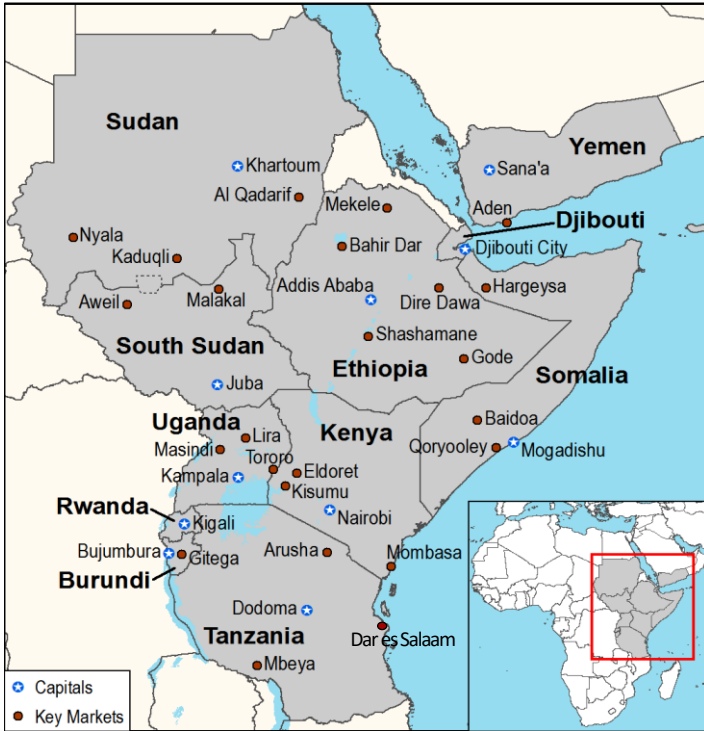 Sudan
Khartoum
Yemen
Sana'a
Al Qadarif
Mekele
Aden
Djibouti
Nyala
Bahir Dar
Djibouti City
Kaduqli
Addis Ababa
Malakal
Dire Dawa
Hargeysa
Aweil
Shashamane
South Sudan
Ethiopia
Gode
Somalia
Juba
Uganda
Kenya
Baidoa
Lira
Masindi
Qoryooley
Mogadishu
Tororo
Kampala
Eldoret
Kisumu
Rwanda
Kigali
Nairobi
Bujumbura
Gitega
Arusha
Mombasa
Burundi
Dodoma
Tanzania
Dar es Salaam
Mbeya
Capitals
Key Markets